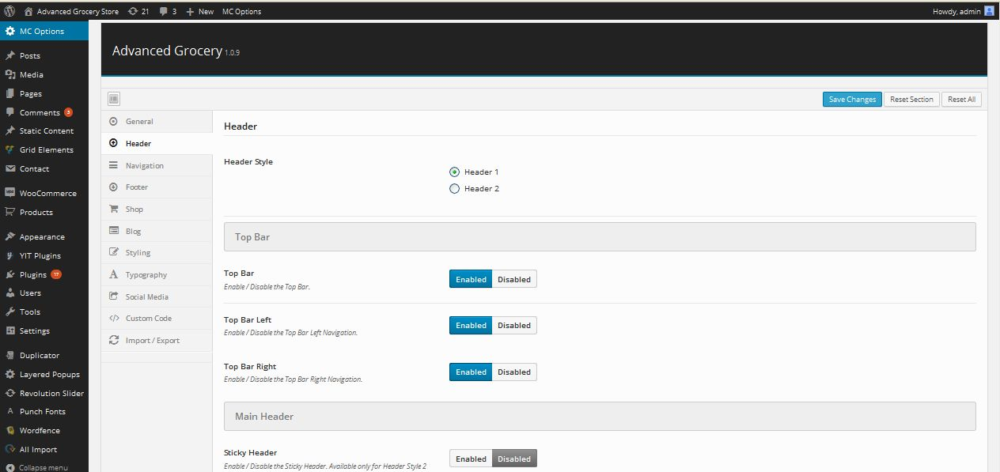 Advanced Grocery Store 21 3 New MC Options Howdy, admin
MC Options
Posts
Media
Pages
Comments 3
Static Content
Grid Elements
Contact
WooCommerce
Products
Appearance
YIT Plugins
Plugins 17
Users
Tools
Settings
Duplicator
Layered Popups
Revolution Slider
Punch Fonts
Wordfence
All Import
Collapse menu
Advanced Grocery 1.0.9
Save Changes Reset Section Reset All
General
Header
Navigation
Footer
Shop
Blog
Styling
Typography
Social Media
Custom Code
Import / Export
Header
Header Style
Header 1
Header 2
Top Bar
Top Bar
Enable / Disable the Top Bar.
Enabled Disabled
Top Bar Left
Enable / Disable the Top Bar Left Navigation.
Enabled Disabled
Top Bar Right
Enable / Disable the Top Bar Right Navigation.
Enabled Disabled
Main Header
Sticky Header
Enable / Disable the Sticky Header. Available only for Header Style 2
Enabled Disabled